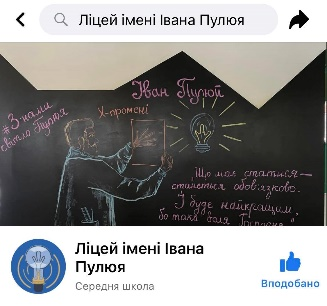 Ліцей імені Івана Пулюя
Іван Пулюй
#З нами
світло Пулюя
Х-промені
Що має статися —
станеться обов'язково.
І буде найкращим,
бо така воля Господня"
Ліцей імені Івана
Пулюя
Середня школа
Вподобано